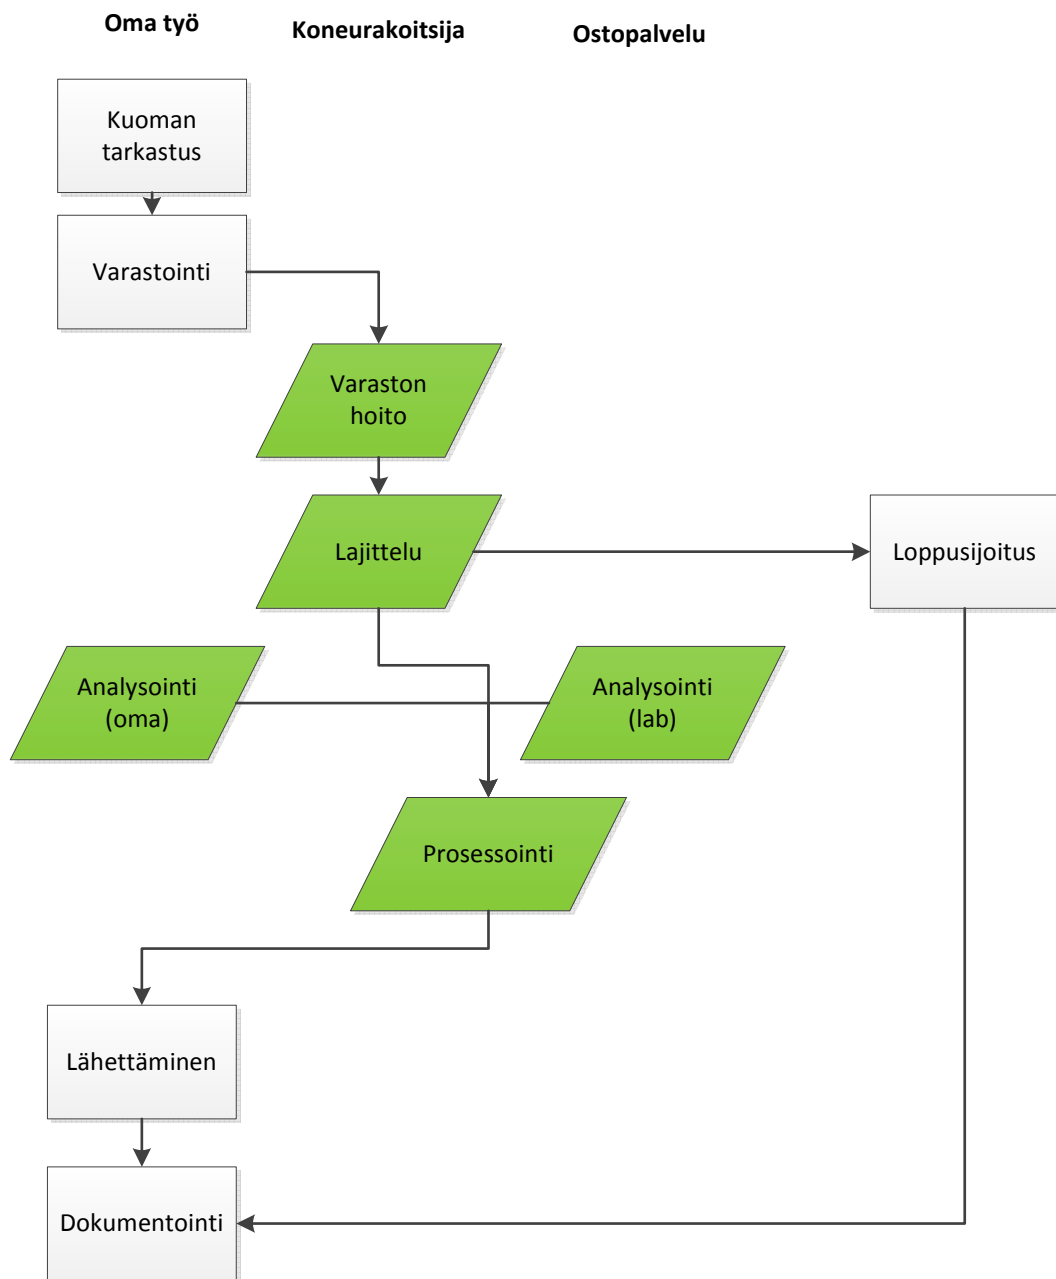 Oma työ
Koneurakoitsija
Ostopalvelu
Kuoman
tarkastus
Varastointi
Varaston
hoito
Lajittelu
Loppusijoitus
Analysointi
(oma)
Analysointi
(lab)
Prosessointi
Lähettäminen
Dokumentointi